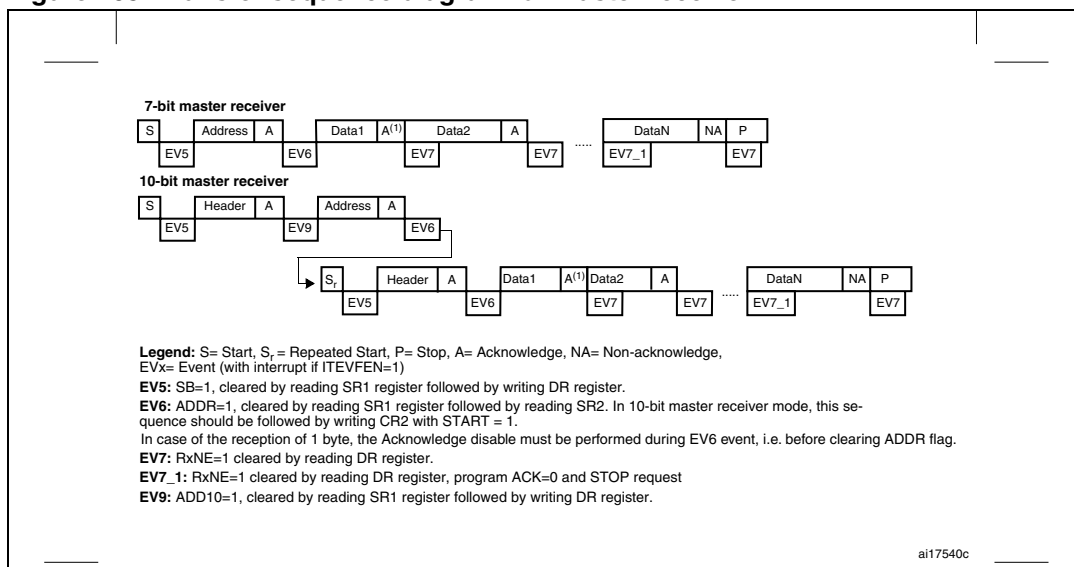 7-bit master receiver
S Address A Data1 A(1) Data2 A ..... DataN NA P
EV5 EV6 EV7 EV7 EV7_1 EV7
10-bit master receiver
S Header A Address A
EV5 EV9 EV6
Sr Header A Data1 A(1) Data2 A ..... DataN NA P
EV5 EV6 EV7 EV7 EV7_1 EV7
Legend: S= Start, Sr = Repeated Start, P= Stop, A= Acknowledge, NA= Non-acknowledge,
EVx= Event (with interrupt if ITEVFEN=1)
EV5: SB=1, cleared by reading SR1 register followed by writing DR register.
EV6: ADDR=1, cleared by reading SR1 register followed by reading SR2. In 10-bit master receiver mode, this se-
quence should be followed by writing CR2 with START = 1.
In case of the reception of 1 byte, the Acknowledge disable must be performed during EV6 event, i.e. before clearing ADDR flag.
EV7: RxNE=1 cleared by reading DR register.
EV7_1: RxNE=1 cleared by reading DR register, program ACK=0 and STOP request
EV9: ADD10=1, cleared by reading SR1 register followed by writing DR register.
ai17540c